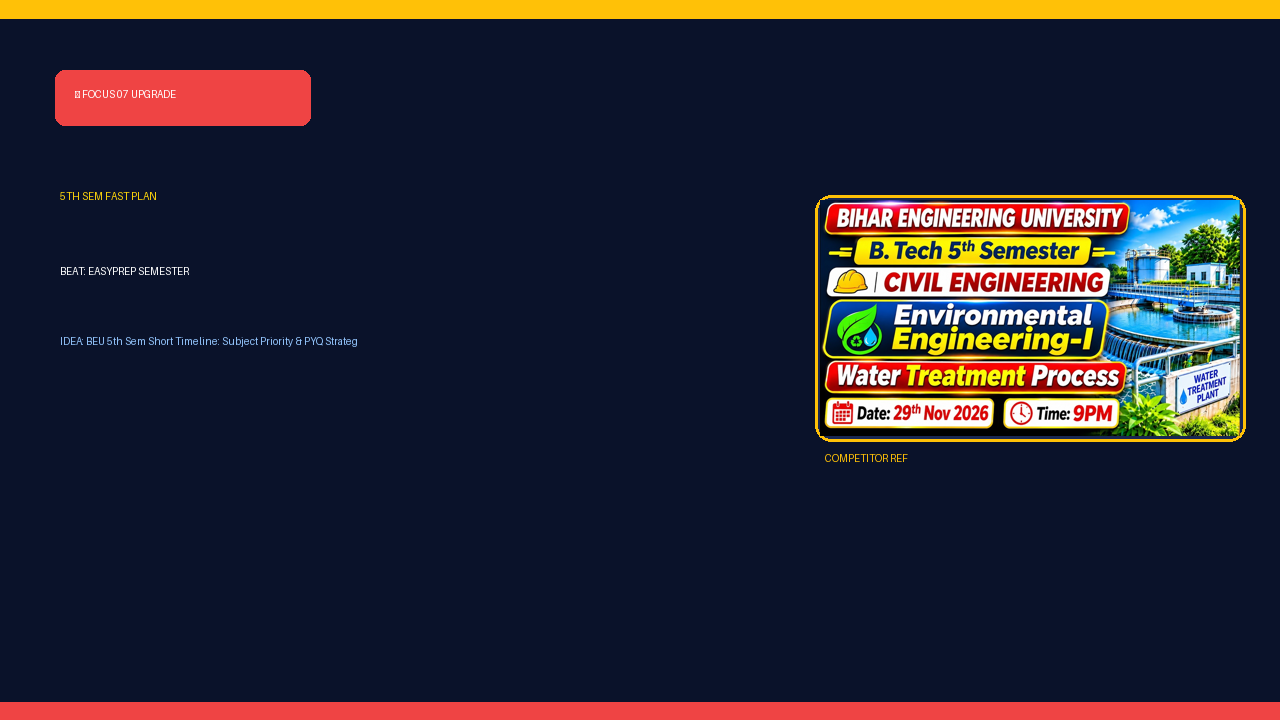 FOCUS 07 UPGRADE
5TH SEM FAST PLAN
BEAT: EASYPREP SEMESTER
IDEA: BEU 5th Sem Short Timeline: Subject Priority & PYQ Strateg
BIHAR ENGINEERING UNIVERSITY
B. Tech 5th Semester
CIVIL ENGINEERING
Environmental
Engineering-I
Water Treatment Process
WATER
TREATMENT
PLANT
Date: 29th Nov 2026
Time: 9PM
COMPETITOR REF